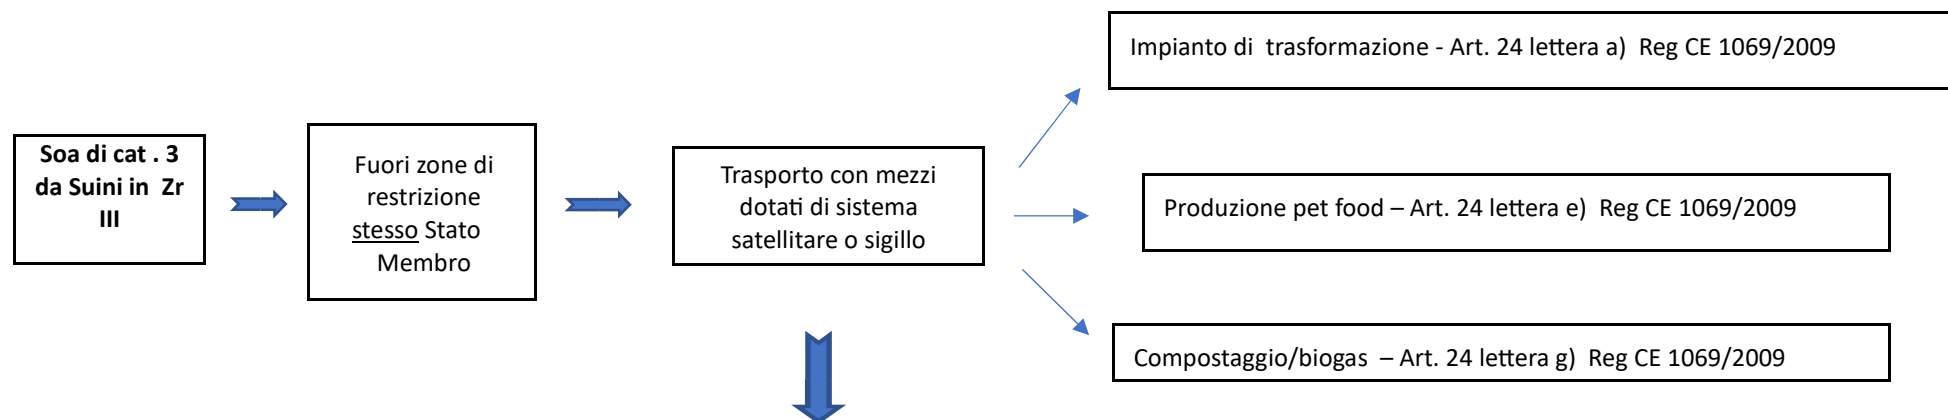 Soa di cat . 3
da Suini in Zr
III
Fuori zone di
restrizione
stesso Stato
Membro
Trasporto con mezzi
dotati di sistema
satellitare o sigillo
Impianto di trasformazione - Art. 24 lettera a) Reg CE 1069/2009
Produzione pet food – Art. 24 lettera e) Reg CE 1069/2009
Compostaggio/biogas – Art. 24 lettera g) Reg CE 1069/2009